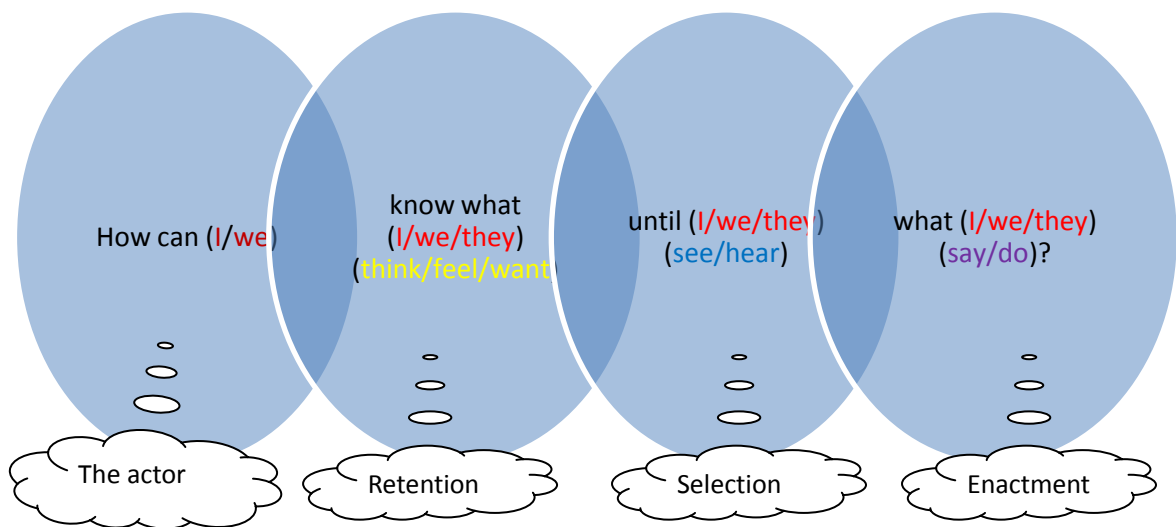 How can (I/we)
know what
(I/we/they)
(think/feel/want)
until (I/we/they)
(see/hear)
what (I/we/they)
(say/do)?
The actor
Retention
Selection
Enactment